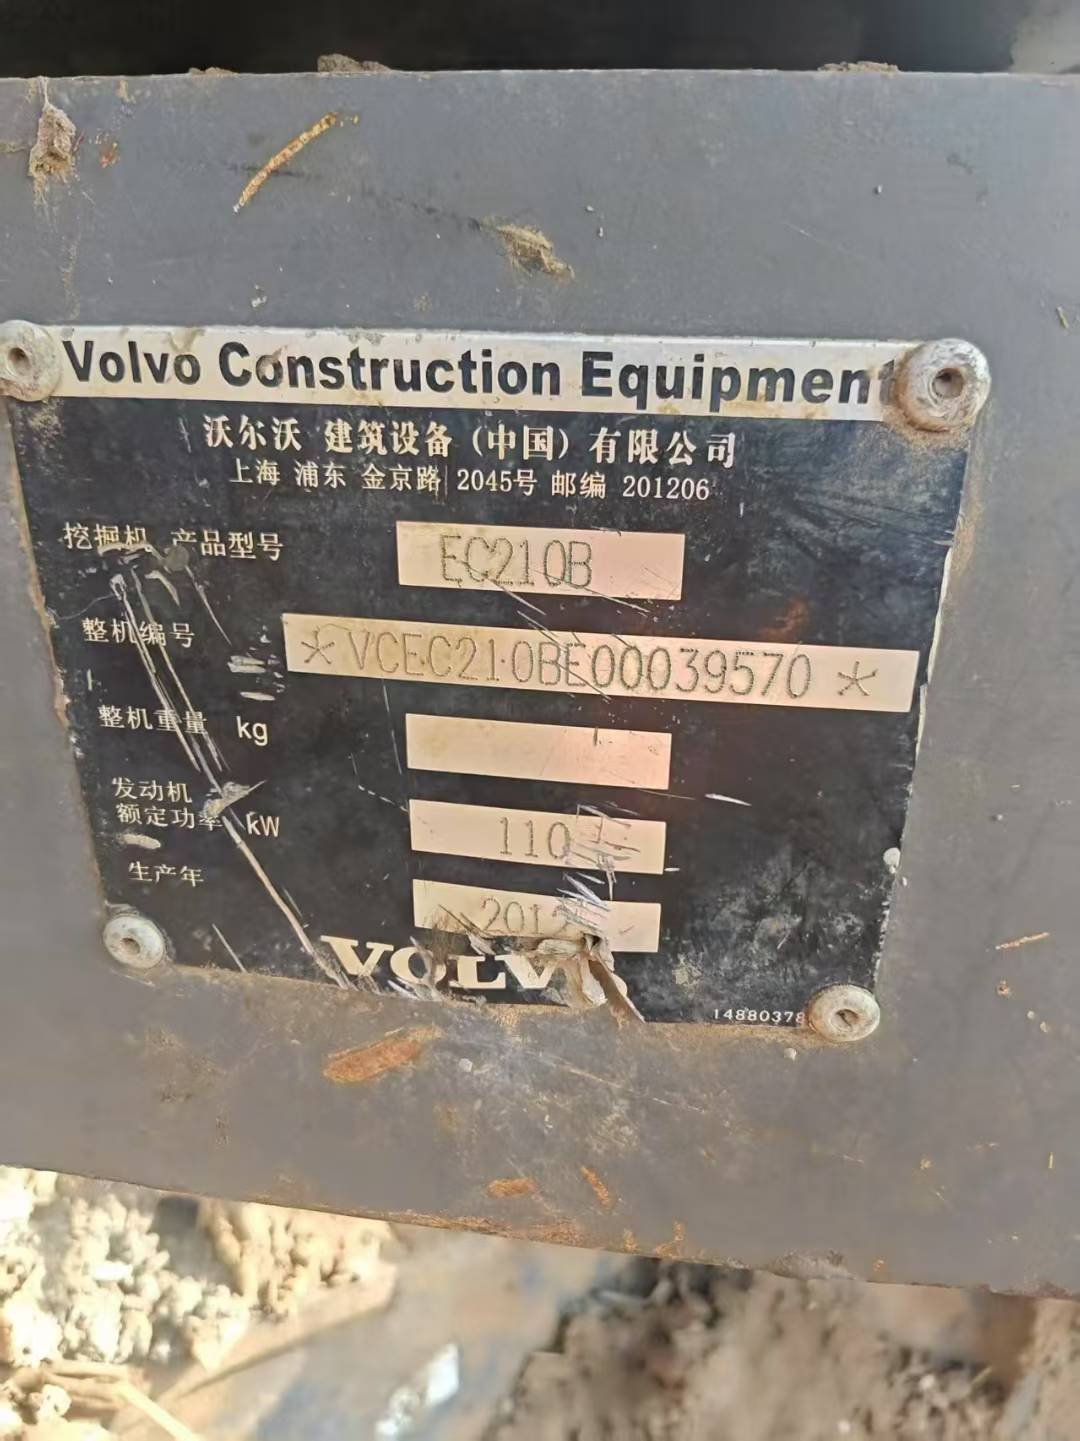 Volvo Construction Equipment
沃尔沃 建筑设备（中国）有限公司
上海 浦东 金京路 2045号 邮编 201206
挖掘机 产品型号 EC210B
整机编号 *VCEC210BE00039570*
整机重量 kg
发动机
额定功率 kW 110
生产年 2012
VOLVO
14880378